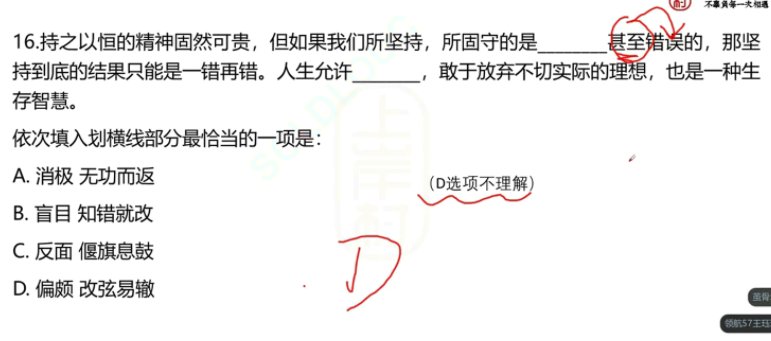 村
不辜负每一次相遇
16.持之以恒的精神固然可贵，但如果我们所坚持，所固守的是________甚至错误的，那坚
持到底的结果只能是一错再错。人生允许________，敢于放弃不切实际的理想，也是一种生
存智慧。
依次填入划横线部分最恰当的一项是：
A. 消极 无功而返
（D选项不理解）
B. 盲目 知错就改
C. 反面 偃旗息鼓
D
D. 偏颇 改弦易辙
上岸村
领航57王珏